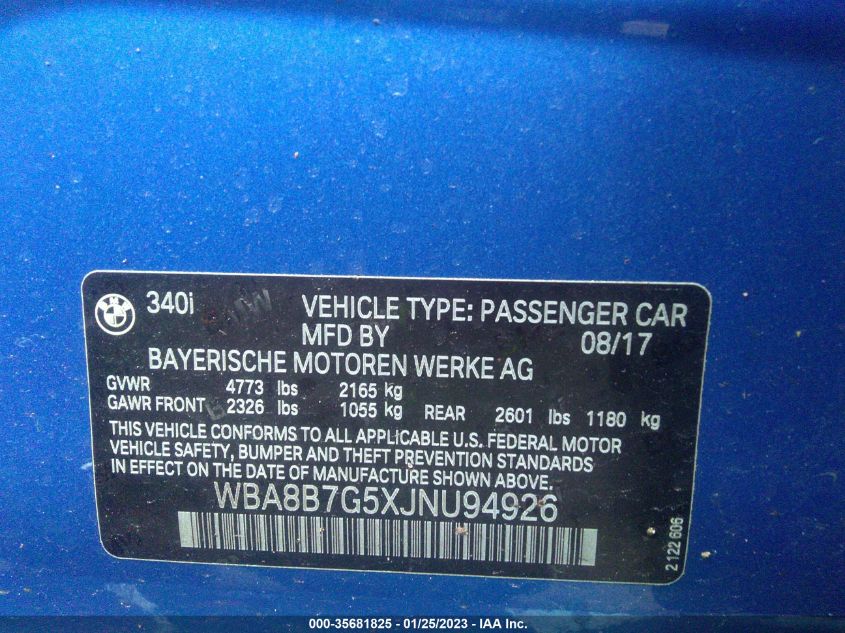 340i VEHICLE TYPE: PASSENGER CAR
MFD BY 08/17
BAYERISCHE MOTOREN WERKE AG
GVWR 4773 lbs 2165 kg
GAWR FRONT 2326 lbs 1055 kg REAR 2601 lbs 1180 kg
THIS VEHICLE CONFORMS TO ALL APPLICABLE U.S. FEDERAL MOTOR
VEHICLE SAFETY, BUMPER AND THEFT PREVENTION STANDARDS
IN EFFECT ON THE DATE OF MANUFACTURE SHOWN ABOVE.
WBA8B7G5XJNU94926
2 122 606
000-35681825 - 01/25/2023 - IAA Inc.